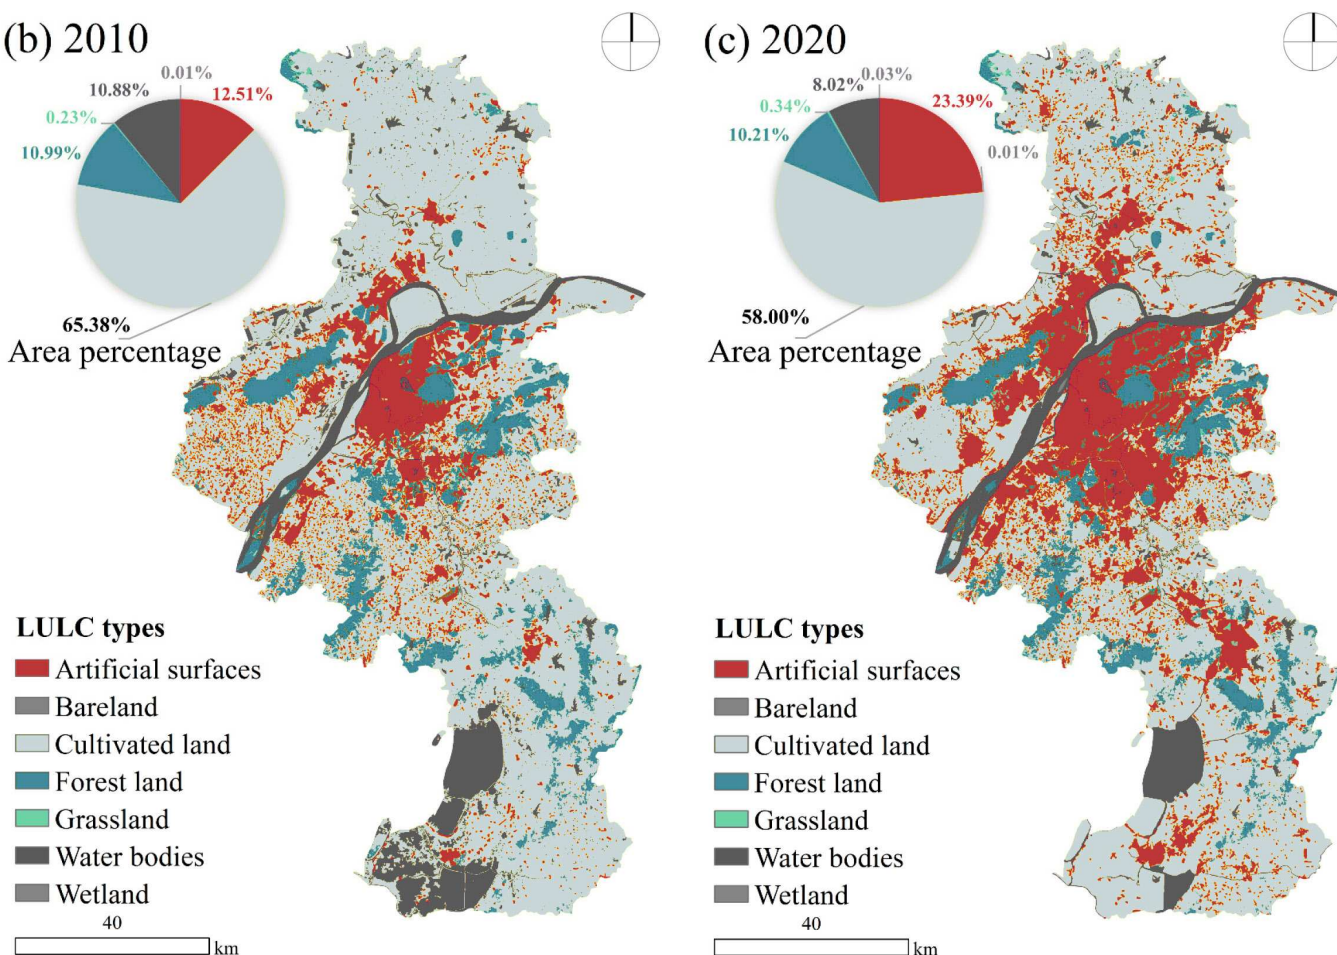 (b) 2010
0.01%
10.88%
12.51%
0.23%
10.99%
65.38%
Area percentage
LULC types
Artificial surfaces
Bareland
Cultivated land
Forest land
Grassland
Water bodies
Wetland
40
km
(c) 2020
0.03%
8.02%
23.39%
0.34%
10.21%
0.01%
58.00%
Area percentage
LULC types
Artificial surfaces
Bareland
Cultivated land
Forest land
Grassland
Water bodies
Wetland
40
km